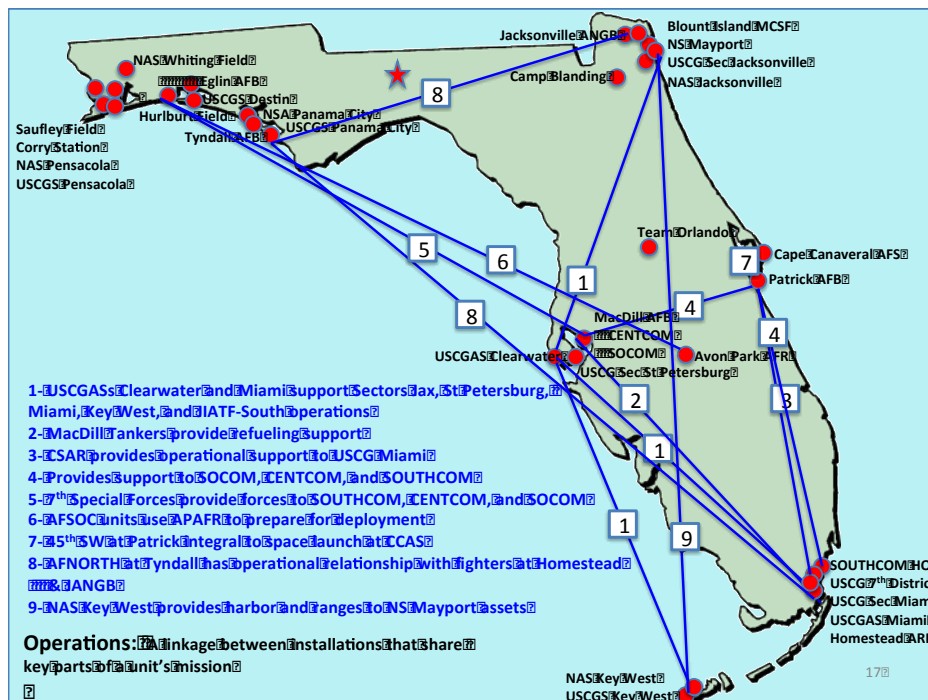 Jacksonville ANGB
Blount Island MCSF
NS Mayport
USCG Sec Jacksonville
NAS Jacksonville
Camp Blanding
NAS Whiting Field
Eglin AFB
USCGS Destin
Hurlburt Field
NSA Panama City
USCGS Panama City
Tyndall AFB
Saufley Field
Corry Station
NAS Pensacola
USCGS Pensacola
8
5
6
8
1
Team Orlando
7
Cape Canaveral AFS
Patrick AFB
4
4
3
MacDill AFB
CENTCOM
SOCOM
USCGAS Clearwater
USCG Sec St Petersburg
Avon Park AFR
2
1
1
9
1- USCGASs Clearwater and Miami support Sectors Jax, St Petersburg,
Miami, Key West, and JIATF-South operations
2- MacDill Tankers provide refueling support
3- CSAR provides operational support to USCG Miami
4- Provides support to SOCOM, CENTCOM, and SOUTHCOM
5- 7th Special Forces provide forces to SOUTHCOM, CENTCOM, and SOCOM
6- AFSOC units use APAFR to prepare for deployment
7- 45th SW at Patrick integral to space launch at CCAS
8- AFNORTH at Tyndall has operational relationship with fighters at Homestead
& JANGB
9- NAS Key West provides harbor and ranges to NS Mayport assets
Operations: A linkage between installations that share
key parts of a unit's mission
SOUTHCOM HQ
USCG 7th District
USCG Sec Miam
USCGAS Miami
Homestead AR
NAS Key West
USCGS Key West
17